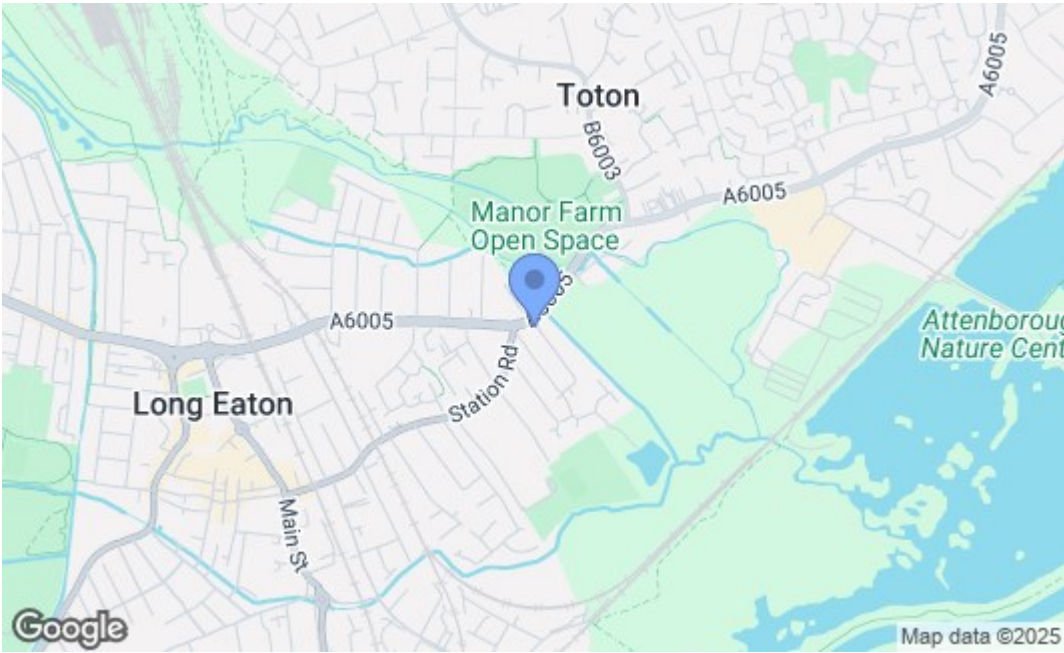 A6005
Toton
B6003
A6005
Manor Farm
Open Space
A6005
Attenboroug
Nature Cent
Station Rd
Long Eaton
Main St
Google
Map data ©2025